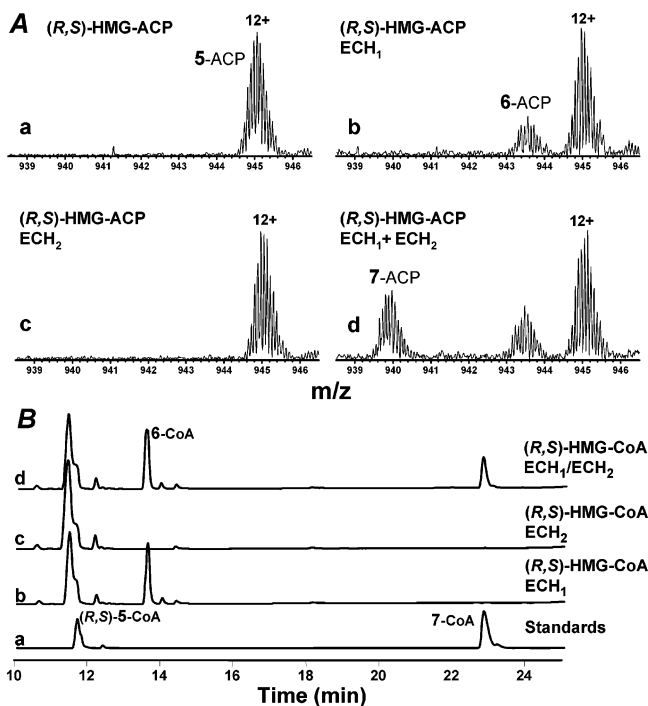 A
(R,S)-HMG-ACP
12+
5-ACP
a
939 940 941 942 943 944 945 946
(R,S)-HMG-ACP
ECH1
12+
6-ACP
b
939 940 941 942 943 944 945 946
(R,S)-HMG-ACP
ECH2
12+
c
939 940 941 942 943 944 945 946
(R,S)-HMG-ACP
ECH1+ ECH2
12+
7-ACP
d
939 940 941 942 943 944 945 946
m/z
B
6-CoA
(R,S)-HMG-CoA
ECH1/ECH2
d
(R,S)-HMG-CoA
ECH2
c
(R,S)-HMG-CoA
ECH1
b
(R,S)-5-CoA
7-CoA
Standards
a
10 12 14 16 18 20 22 24
Time (min)